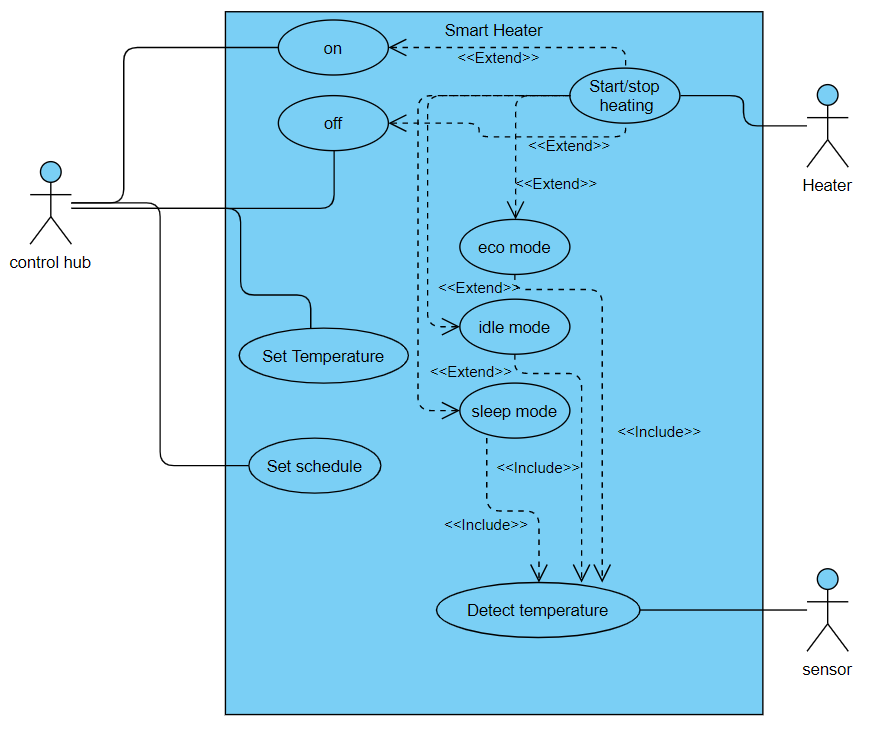 Smart Heater
on
<<Extend>>
Start/stop
heating
off
<<Extend>>
Heater
<<Extend>>
control hub
eco mode
<<Extend>>
idle mode
Set Temperature
<<Extend>>
sleep mode
<<Include>>
Set schedule
<<Include>>
<<Include>>
Detect temperature
sensor